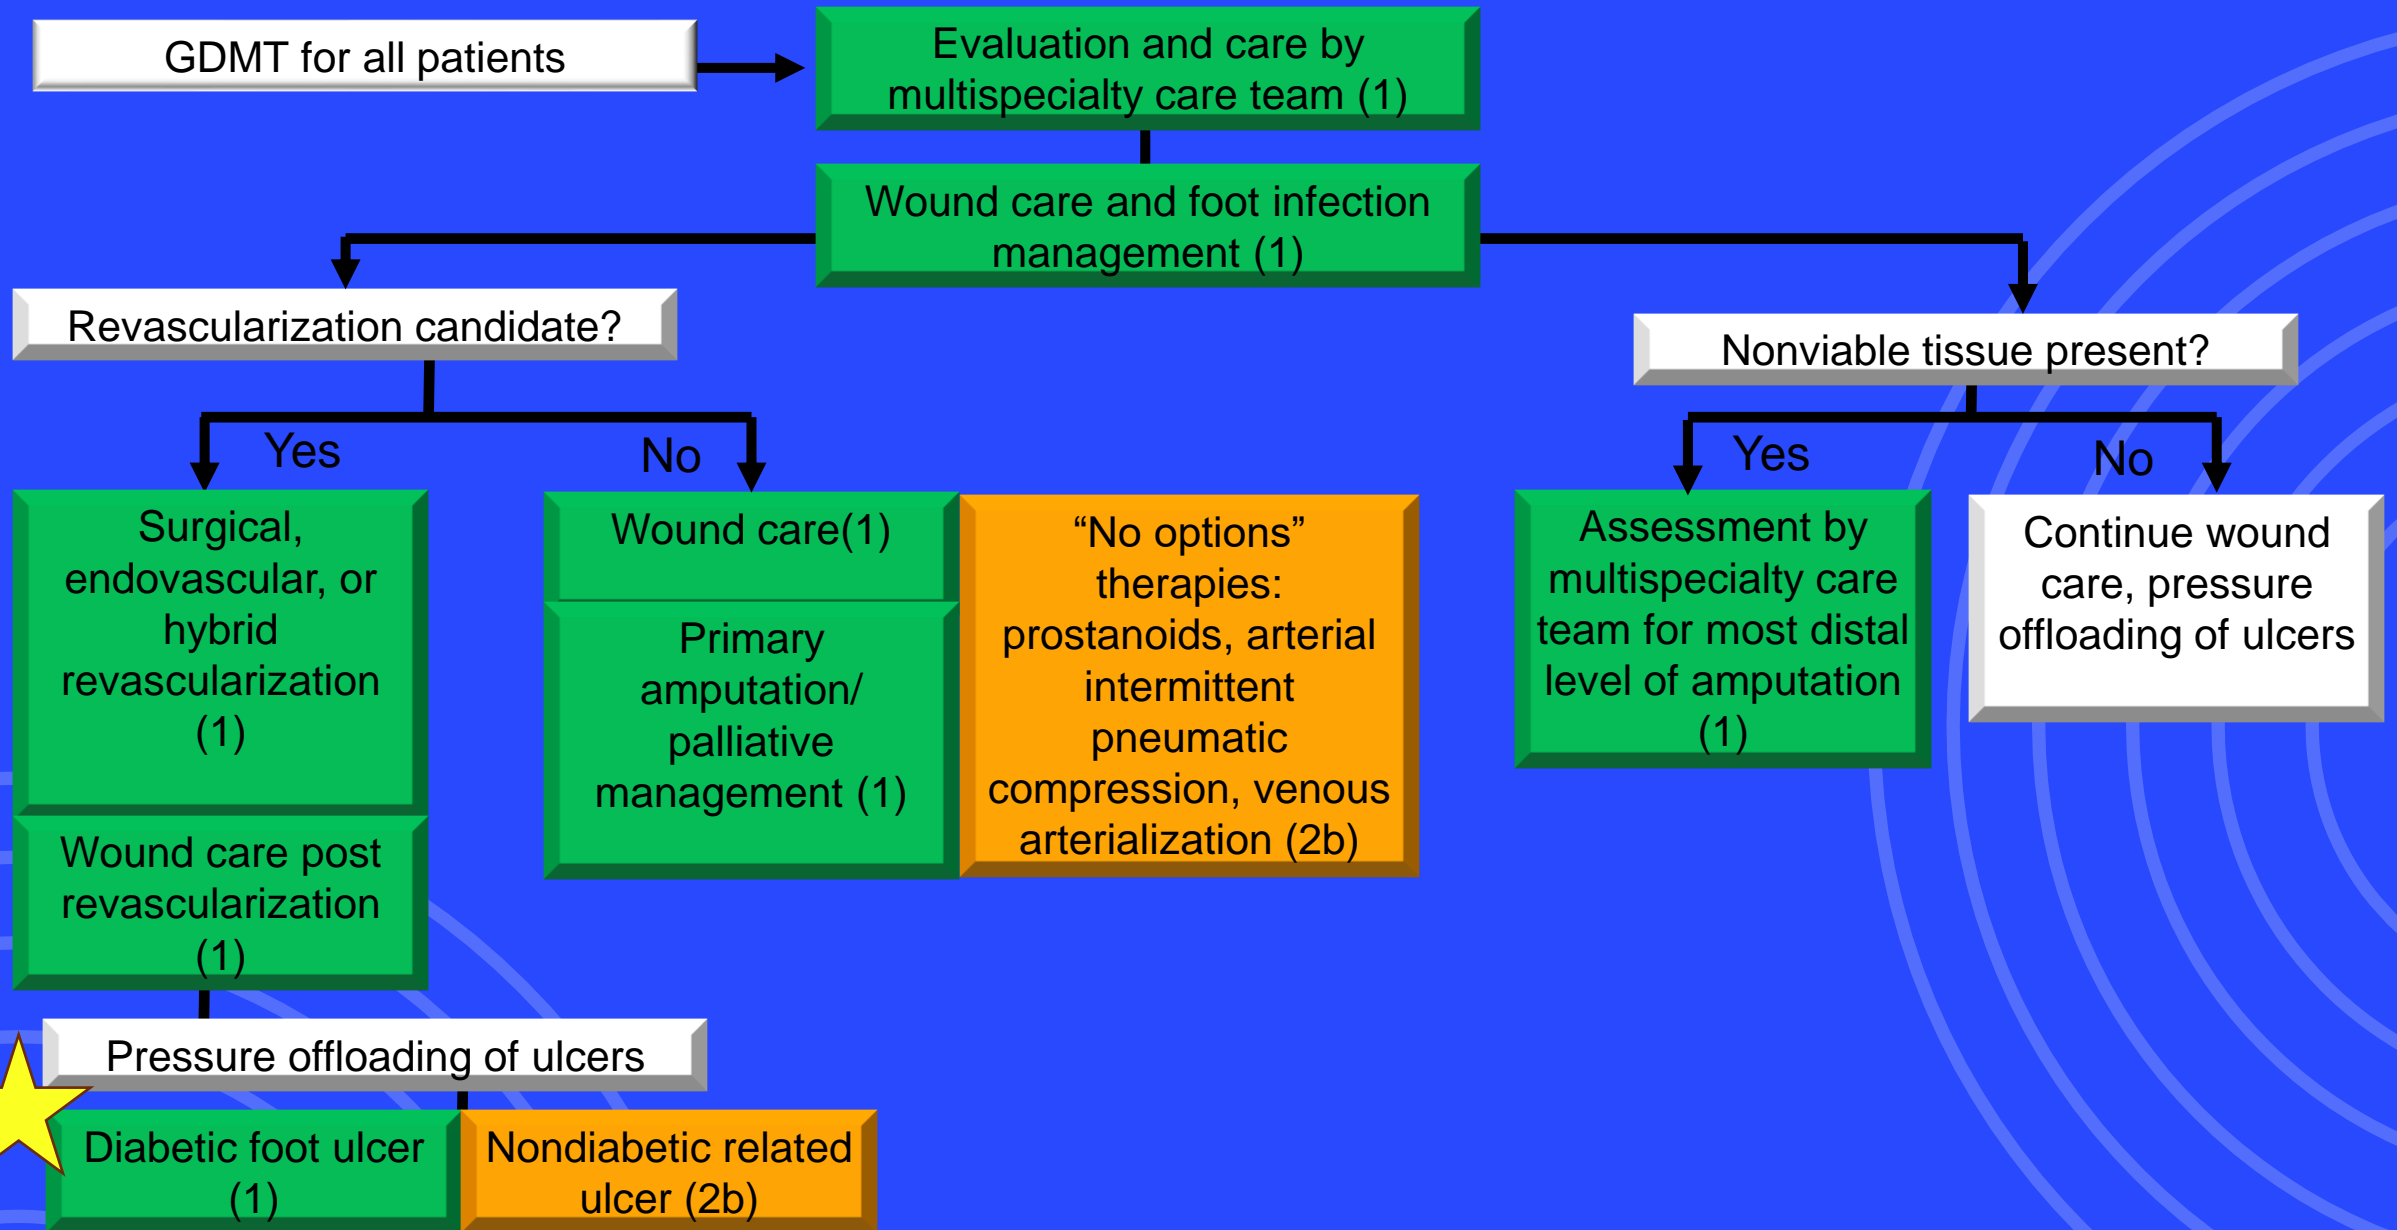 GDMT for all patients
Evaluation and care by
multispecialty care team (1)
Wound care and foot infection
management (1)
Revascularization candidate?
Nonviable tissue present?
Yes
No
Yes
No
Surgical,
endovascular, or
hybrid
revascularization
(1)
Wound care post
revascularization
(1)
Wound care(1)
Primary
amputation/
palliative
management (1)
“No options”
therapies:
prostanoids, arterial
intermittent
pneumatic
compression, venous
arterialization (2b)
Assessment by
multispecialty care
team for most distal
level of amputation
(1)
Continue wound
care, pressure
offloading of ulcers
Pressure offloading of ulcers
Diabetic foot ulcer
(1)
Nondiabetic related
ulcer (2b)